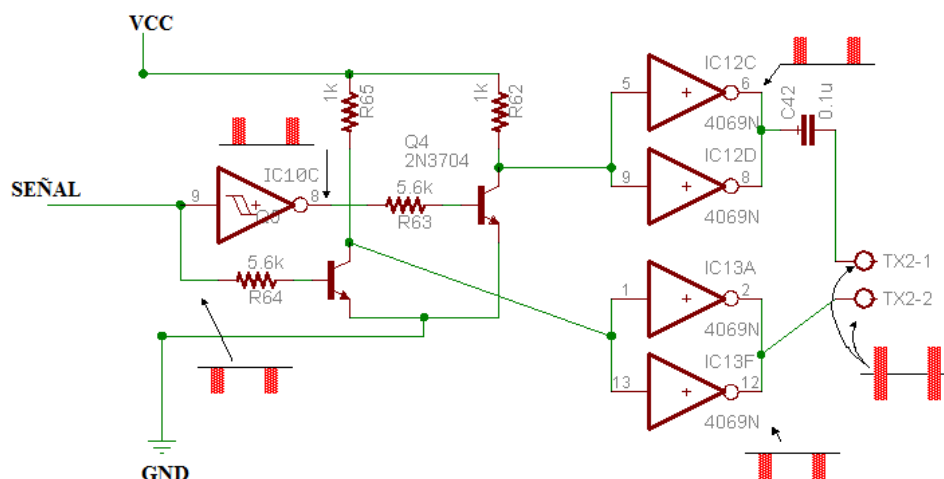 VCC
IC12C
5
6
4069N
C42
0.1u
IC12D
9
8
4069N
1k
R65
1k
R62
Q4
2N3704
SEÑAL
9
IC10C
8
5.6k
R63
5.6k
R64
IC13A
1
2
4069N
IC13F
13
12
4069N
TX2-1
TX2-2
GND